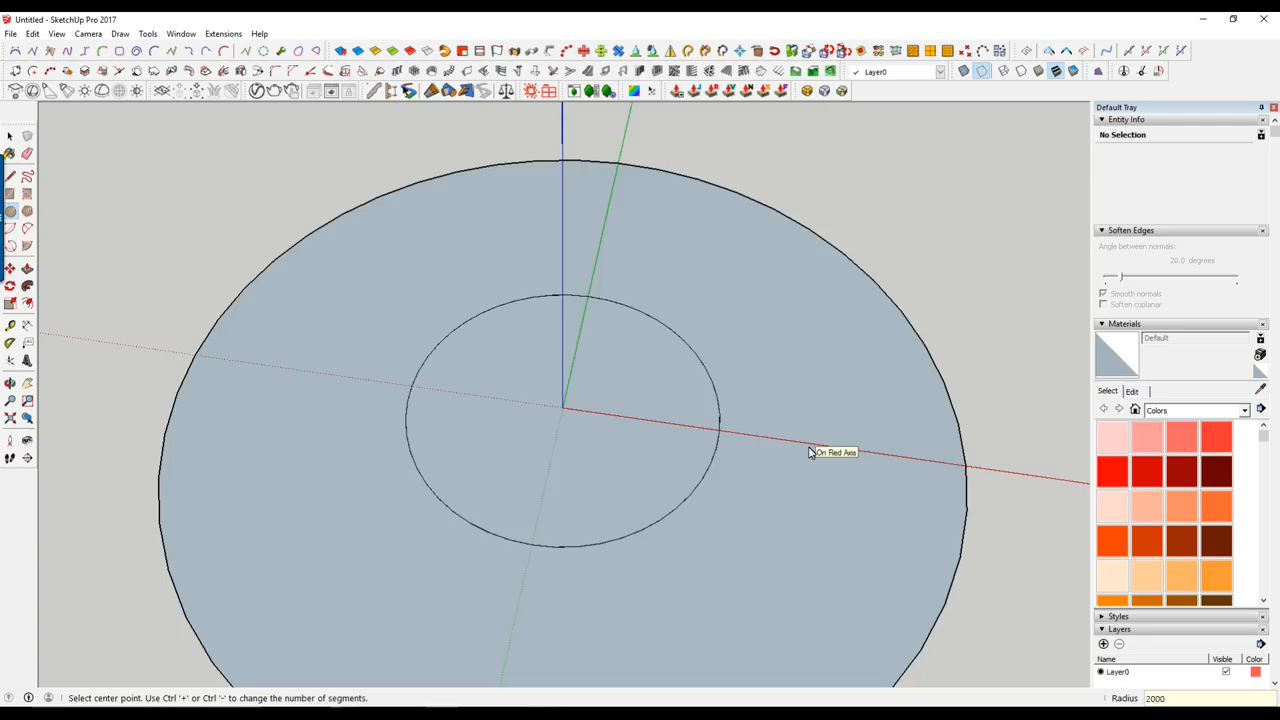 Untitled - SketchUp Pro 2017
File Edit View Camera Draw Tools Window Extensions Help
Layer0
Default Tray
Entity Info
No Selection
Soften Edges
Angle between normals:
20.0 degrees
Smooth normals
Soften coplanar
Materials
Default
Select Edit
Colors
On Red Axis
Styles
Layers
Name Visible Color
Layer0
Select center point. Use Ctrl '+' or Ctrl '-' to change the number of segments.
Radius 2000